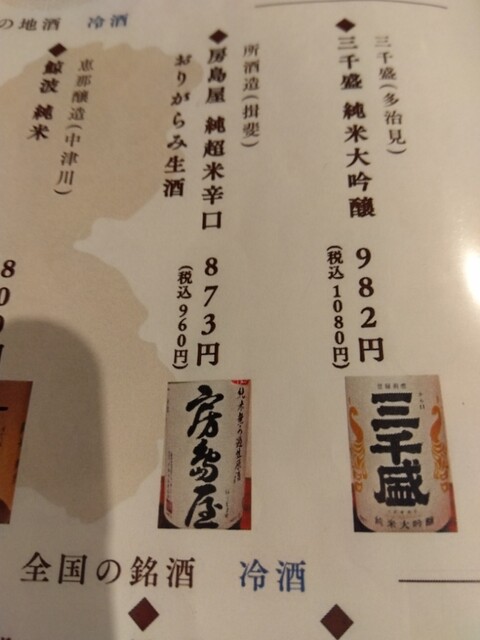 の地酒 冷酒
三千盛(多治見)
◆三千盛 純米大吟醸
982円
(税込1080円)
所酒造(揖斐)
◆房島屋 純超米辛口
おりがらみ生酒
873円
(税込960円)
恵那醸造(中津川)
◆鯨波 純米
三千盛
純米大吟醸
房島屋
全国の銘酒 冷酒